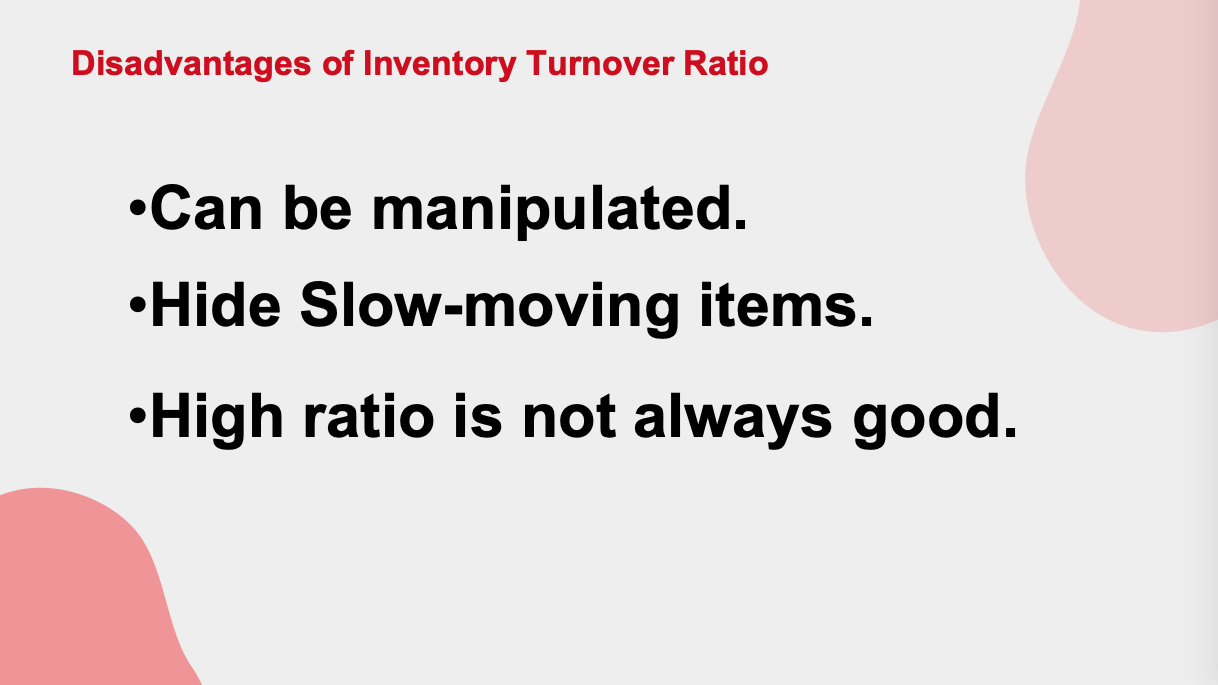 Disadvantages of Inventory Turnover Ratio
•Can be manipulated.
•Hide Slow-moving items.
•High ratio is not always good.